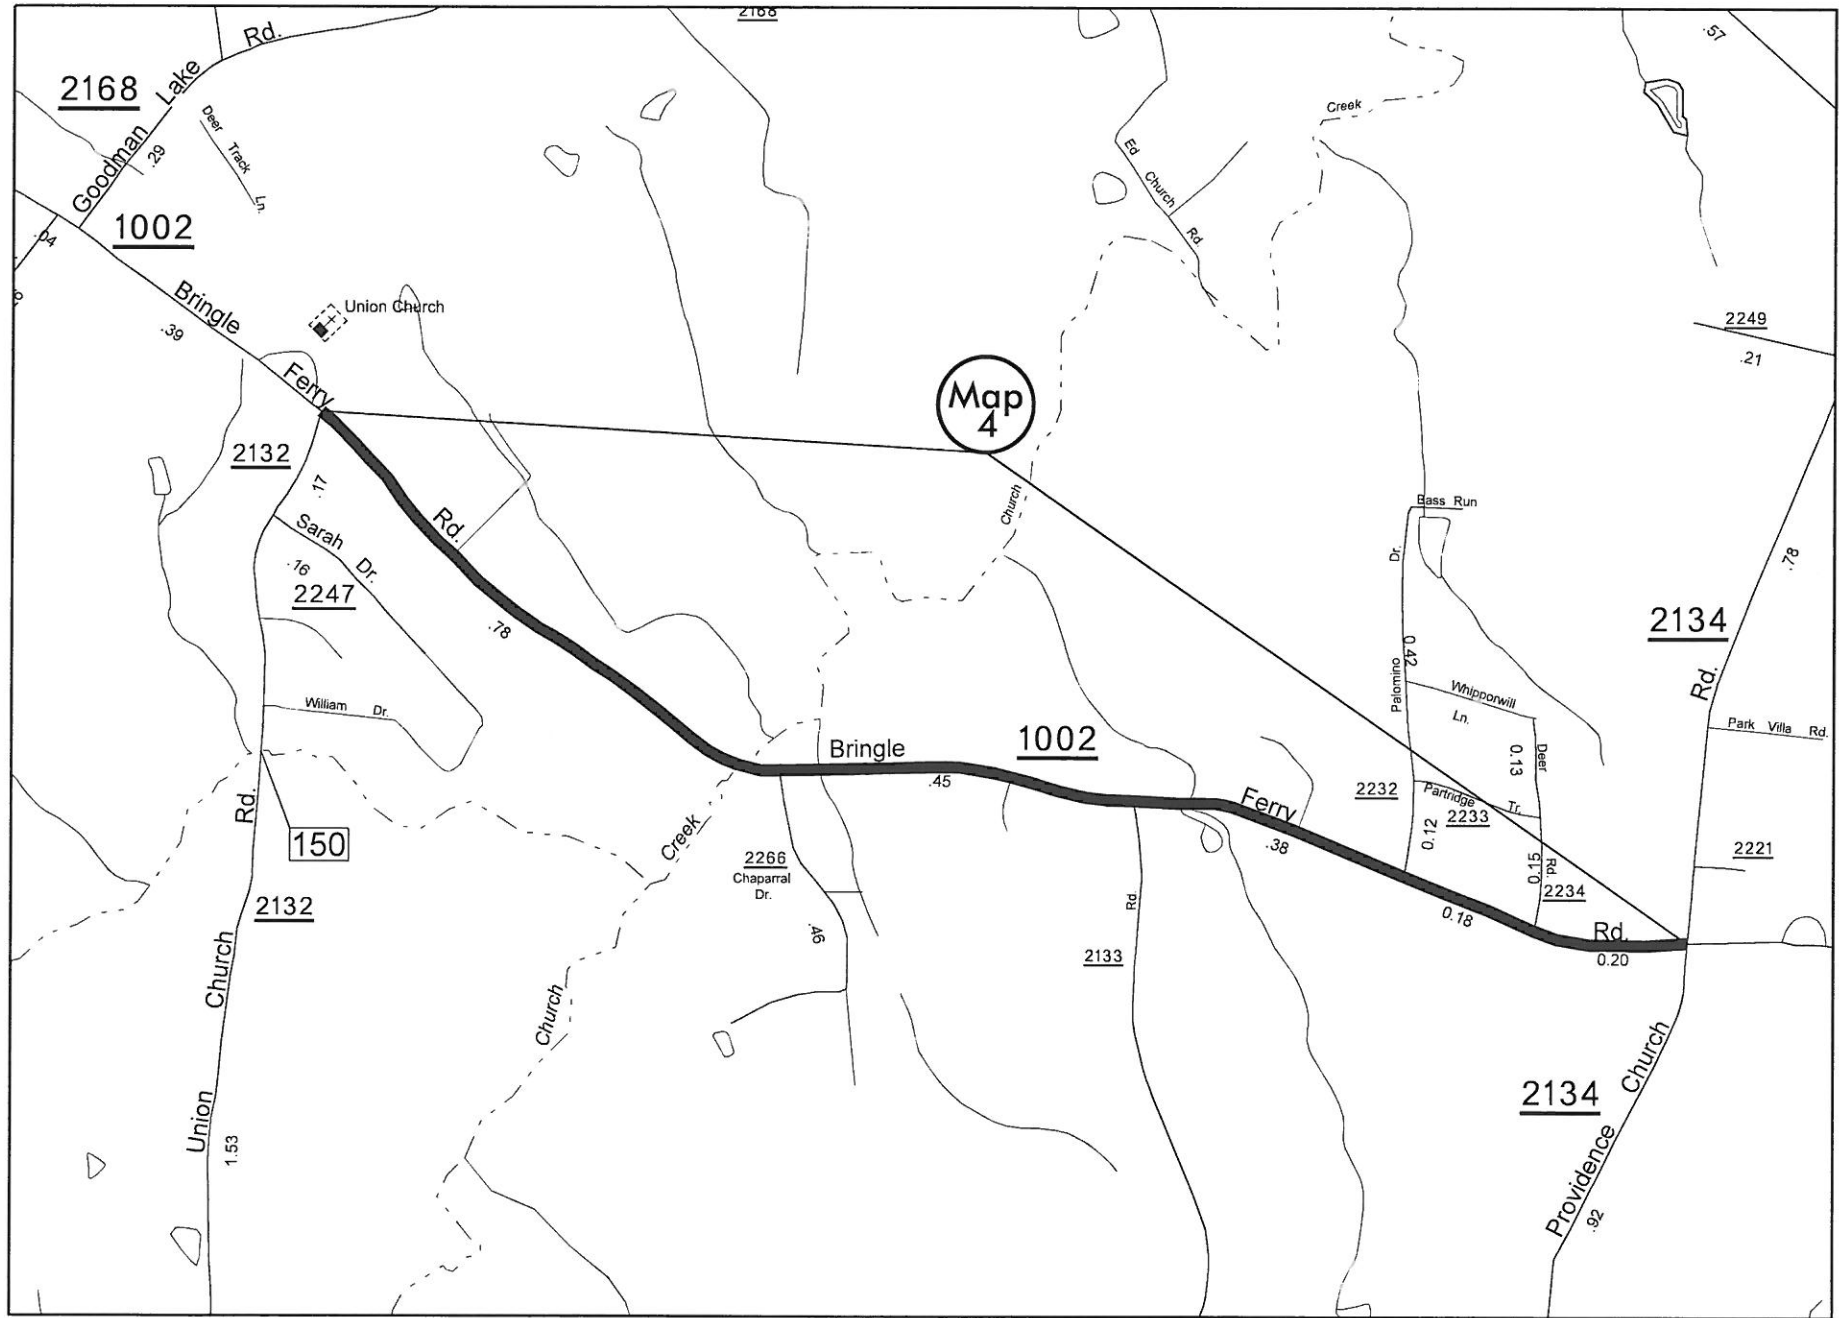 2168
Goodman Lake Rd.
2168
.57
Creek
.29
Deer Track Ln.
Ed Church Rd.
.04
1002
Bringle Ferry Rd.
.39
Union Church
2249
.21
Map
4
2132
.17
Sarah Dr.
.16
2247
.78
Church
Bass Run
Palomino Dr.
0.42
Whipporwill
Ln.
.78
2134
Rd.
William Dr.
Park Villa Rd.
Bringle
1002
.45
Ferry
.38
2232
Partridge Tr.
2233
0.12
Deer
0.13
Rd.
0.15
2234
2221
150
Creek
2266
Chaparral
Dr.
.46
Rd.
2133
0.18
Rd.
0.20
2132
Union Church Rd.
1.53
Church
2134
Providence Church
.92